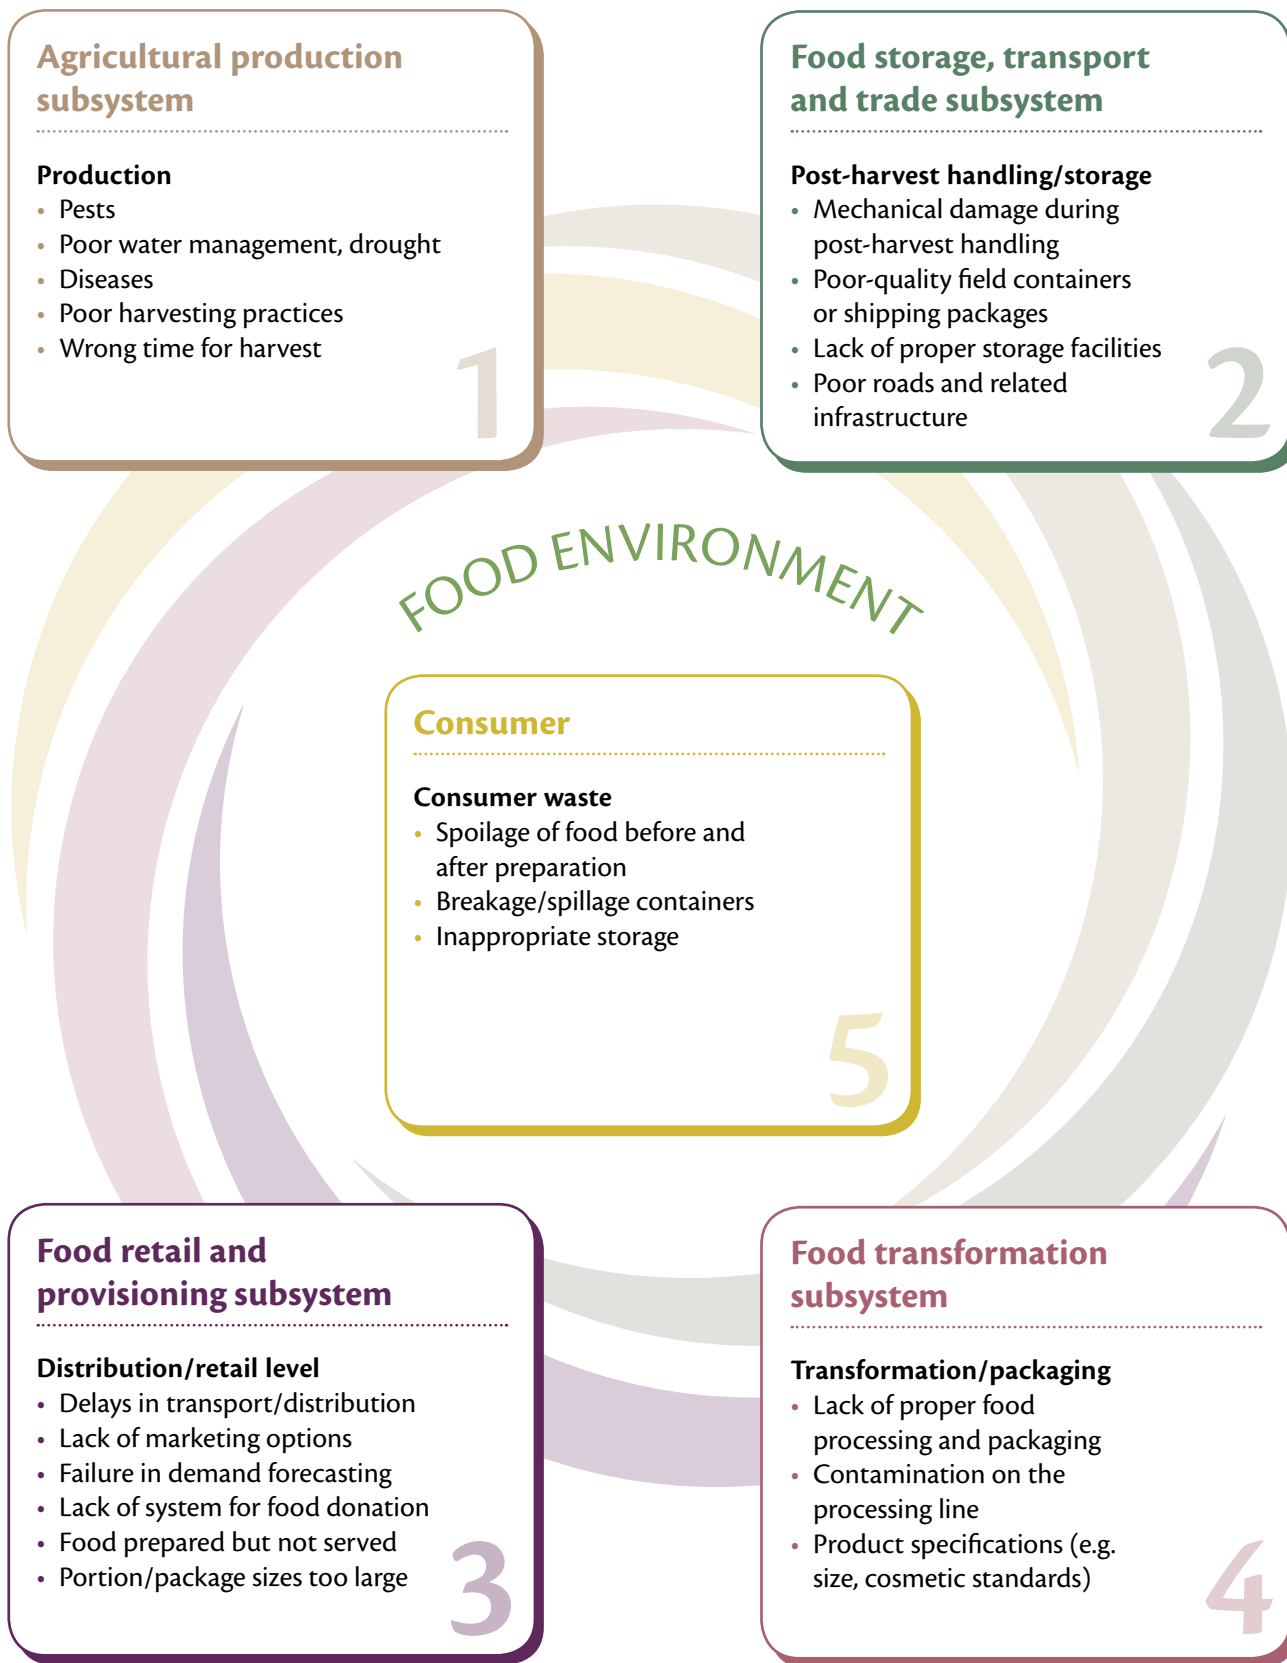 Agricultural production
subsystem
Production
• Pests
• Poor water management, drought
• Diseases
• Poor harvesting practices
• Wrong time for harvest
1
Food storage, transport
and trade subsystem
Post-harvest handling/storage
• Mechanical damage during
post-harvest handling
• Poor-quality field containers
or shipping packages
• Lack of proper storage facilities
• Poor roads and related
infrastructure
2
FOOD ENVIRONMENT
Consumer
Consumer waste
• Spoilage of food before and
after preparation
• Breakage/spillage containers
• Inappropriate storage
5
Food retail and
provisioning subsystem
Distribution/retail level
• Delays in transport/distribution
• Lack of marketing options
• Failure in demand forecasting
• Lack of system for food donation
• Food prepared but not served
• Portion/package sizes too large
3
Food transformation
subsystem
Transformation/packaging
• Lack of proper food
processing and packaging
• Contamination on the
processing line
• Product specifications (e.g.
size, cosmetic standards)
4